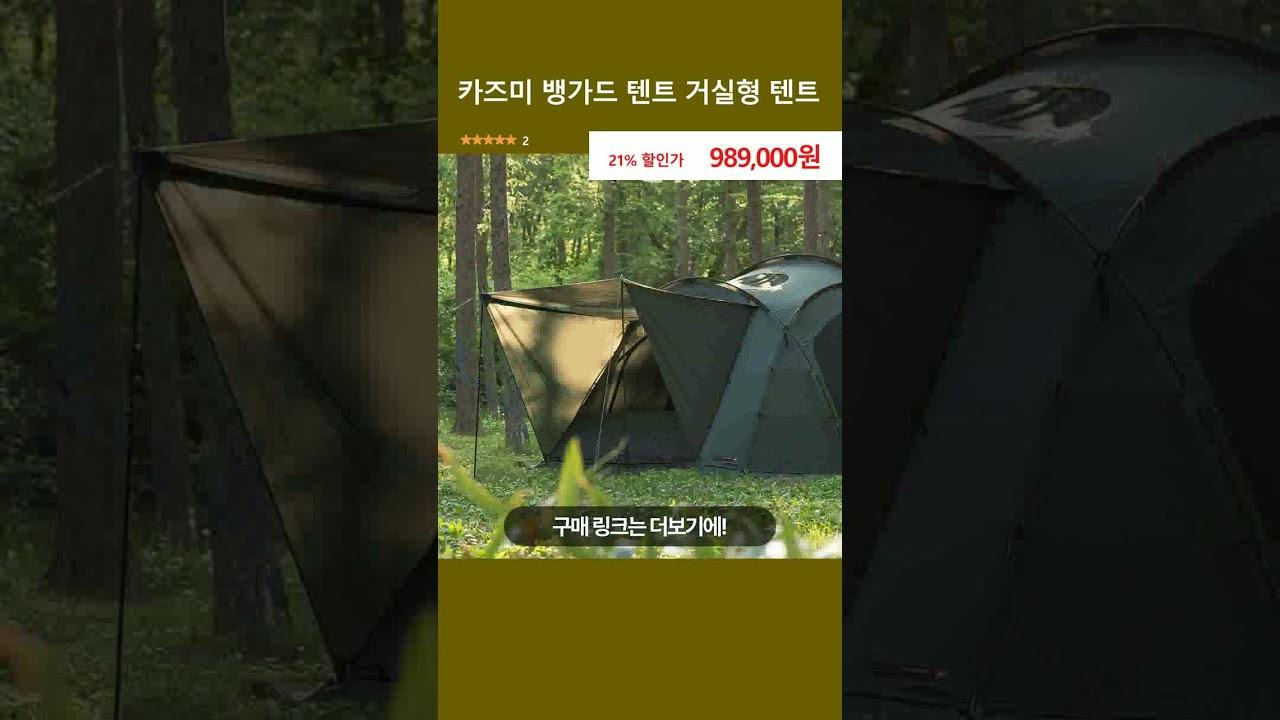 카즈미 뱅가드 텐트 거실형 텐트
★★★★★ 2
21% 할인가 989,000원
구매 링크는 더보기에!